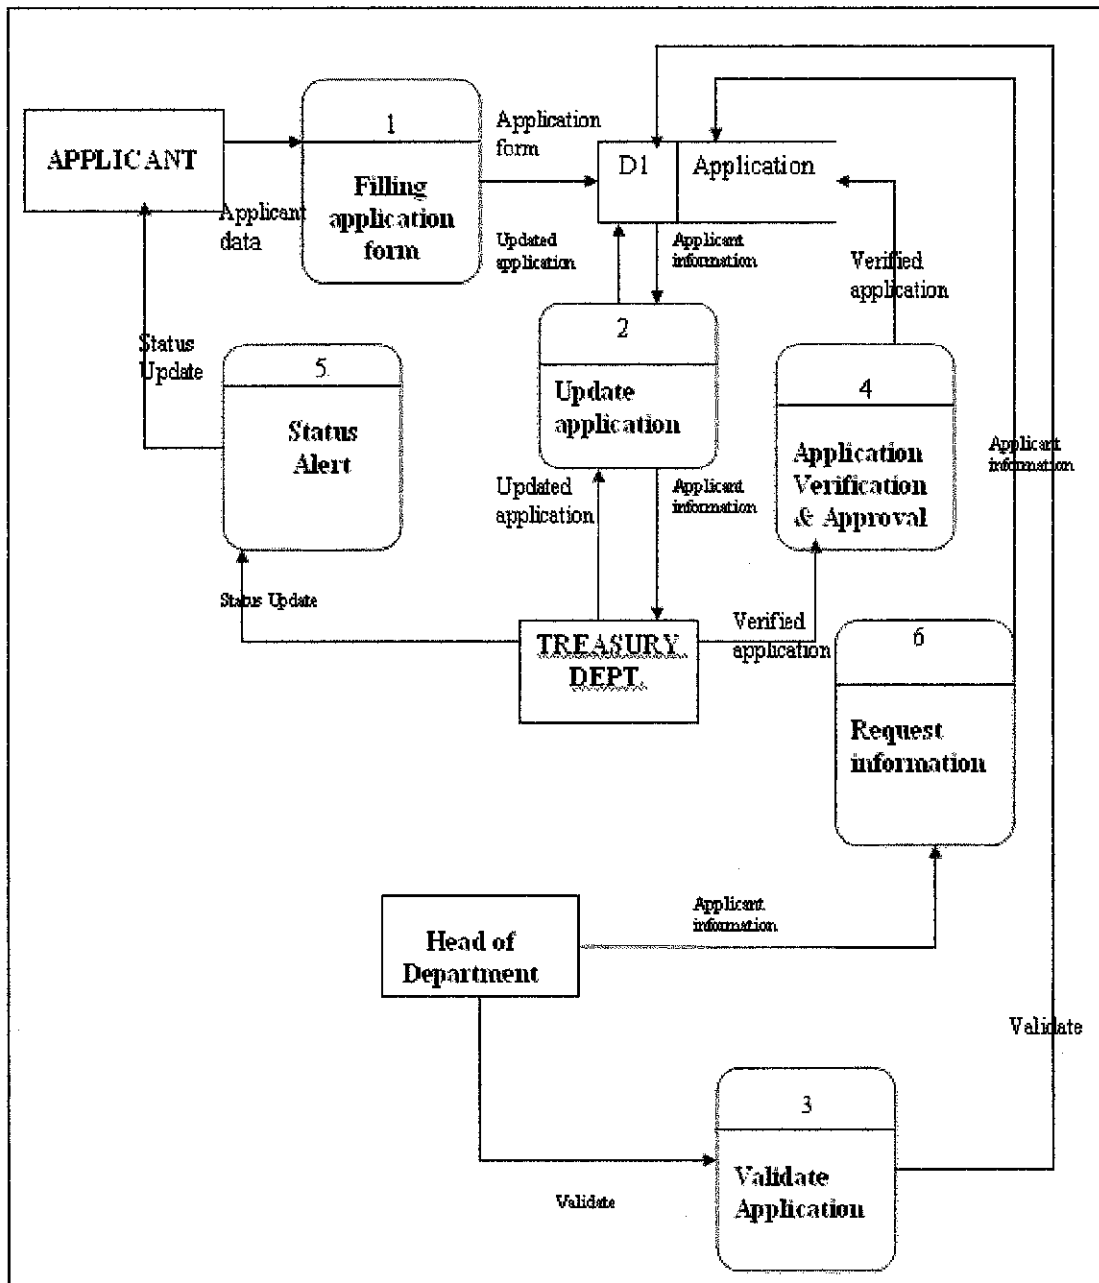 1
Application
form
APPLICANT
D1
Application
Filling
application
form
Applicant
data
Updated
application
Applicant
information
Verified
application
Status
Update
2
5
4
Update
application
Status
Alert
Application
Verification
& Approval
Applicant
information
Updated
application
Applicant
information
Status Update
Verified
application
TREASURY
DEPT.
6
Request
information
Applicant
information
Head of
Department
Validate
3
Validate
Application
Validate